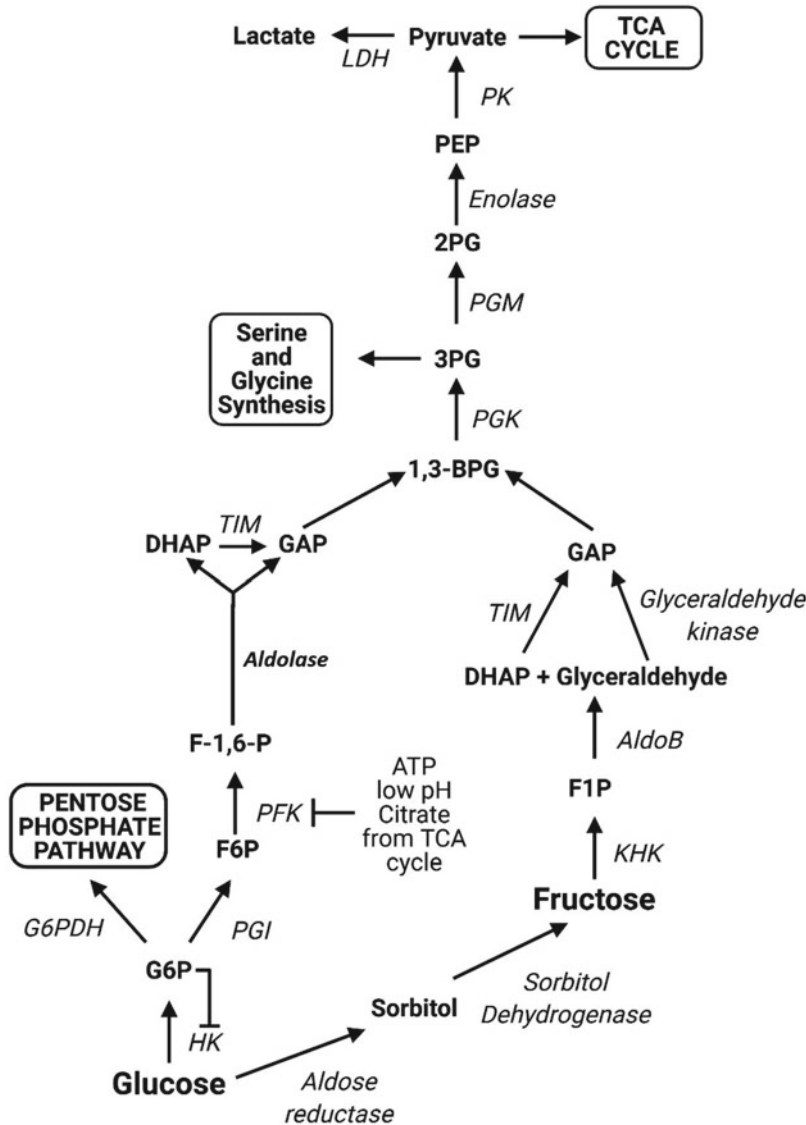 Lactate
LDH
Pyruvate
TCA
CYCLE
PK
PEP
Enolase
2PG
PGM
Serine
and
Glycine
Synthesis
3PG
PGK
1,3-BPG
DHAP
TIM
GAP
GAP
TIM
Glyceraldehyde
kinase
Aldolase
DHAP + Glyceraldehyde
F-1,6-P
AldoB
ATP
low pH
Citrate
from TCA
cycle
F1P
PENTOSE
PHOSPHATE
PATHWAY
PFK
F6P
KHK
Fructose
G6PDH
PGI
G6P
Sorbitol
Sorbitol
Dehydrogenase
HK
Glucose
Aldose
reductase